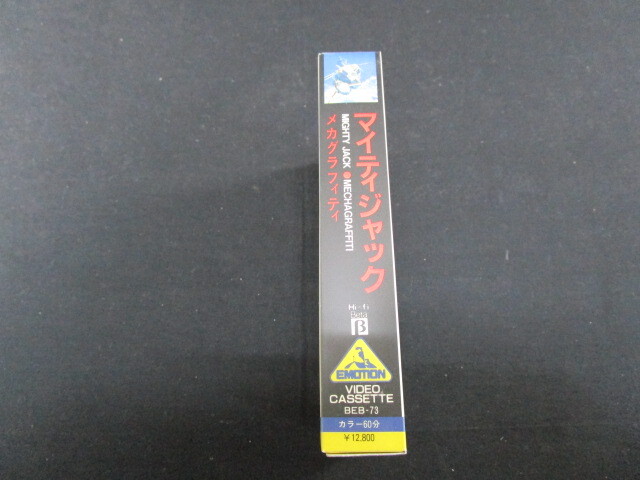 マイティジャック
MIGHTY JACK ● MECHAGRAFFITI
メカグラフィティ
Hi-Fi
Beta
β
EMOTION
VIDEO
CASSETTE
BEB-73
カラー60分
¥12,800